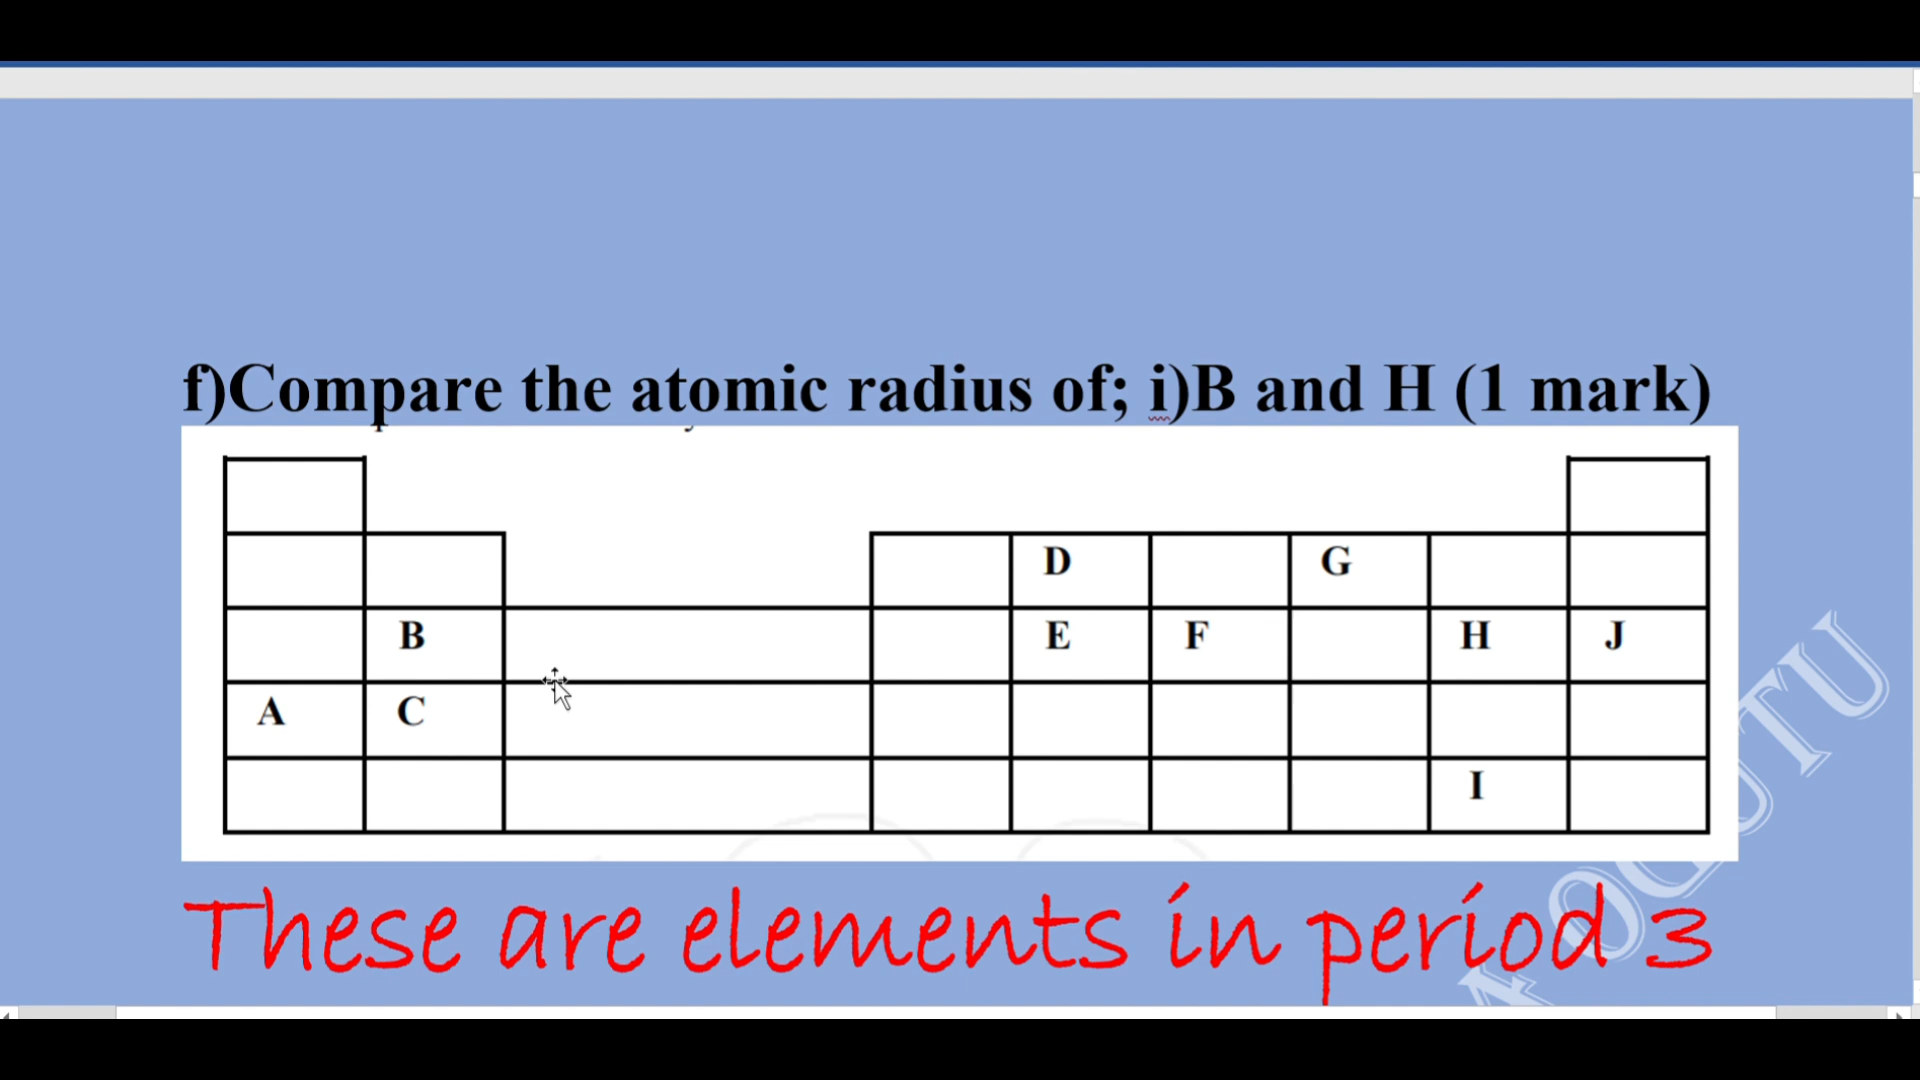 f)Compare the atomic radius of; i)B and H (1 mark)
D G
B E F H J
A C
I
These are elements in period 3